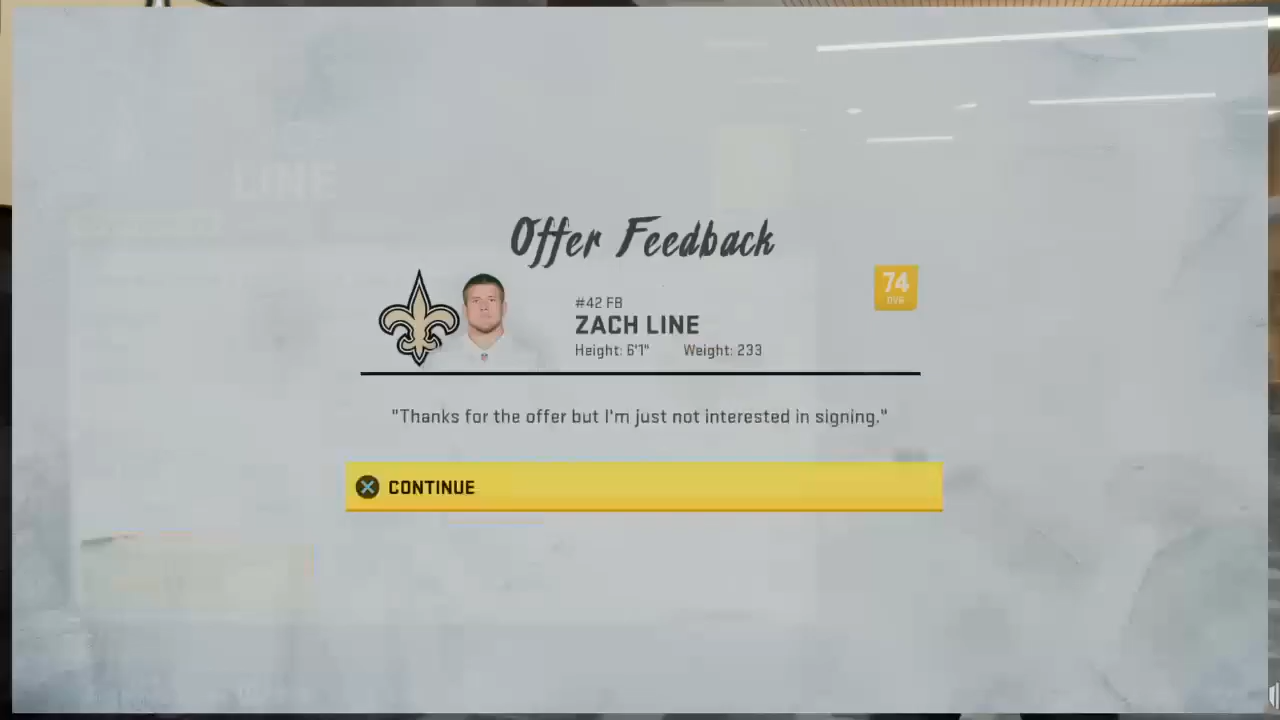 LINE
Offer Feedback
74
OVR
#42 FB
ZACH LINE
Height: 6'1" Weight: 233
"Thanks for the offer but I'm just not interested in signing."
CONTINUE